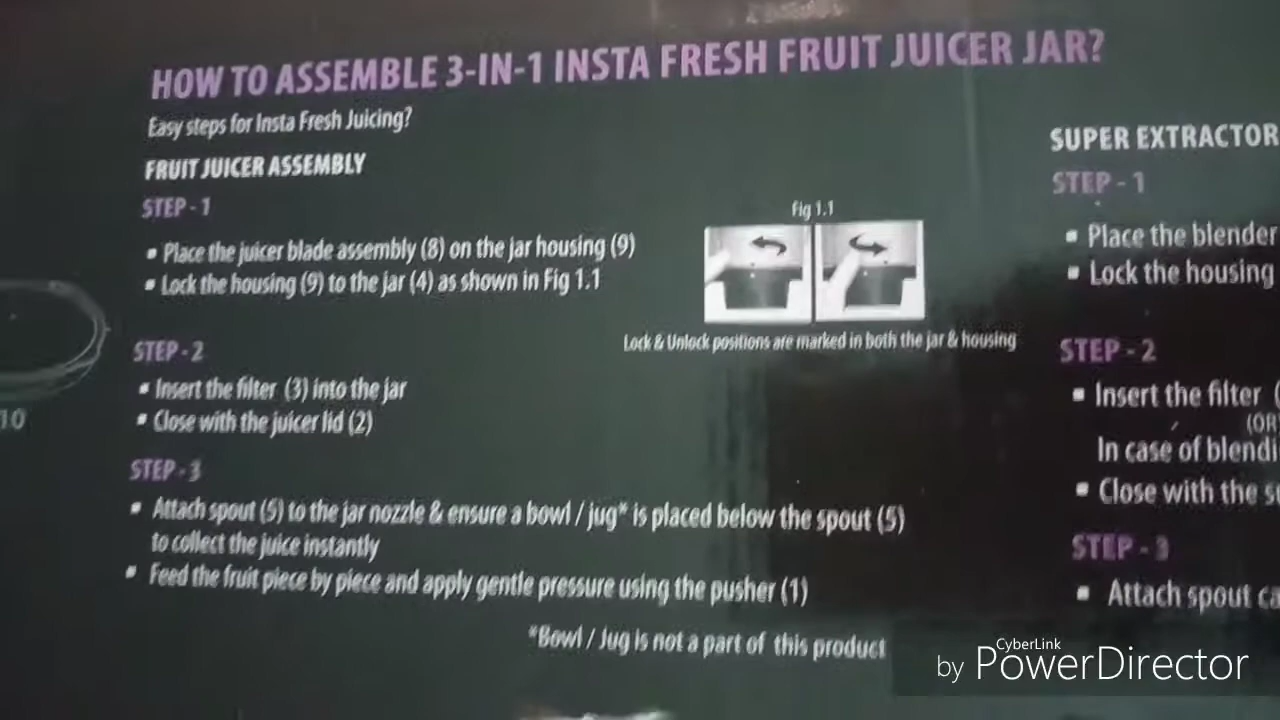 HOW TO ASSEMBLE 3-IN-1 INSTA FRESH FRUIT JUICER JAR?
Easy steps for Insta Fresh Juicing?
FRUIT JUICER ASSEMBLY
STEP - 1
▪ Place the juicer blade assembly (8) on the jar housing (9)
▪ Lock the housing (9) to the jar (4) as shown in Fig 1.1
Fig 1.1
Lock & Unlock positions are marked in both the jar & housing
STEP - 2
▪ Insert the filter (3) into the jar
▪ Close with the juicer lid (2)
STEP - 3
▪ Attach spout (5) to the jar nozzle & ensure a bowl / jug* is placed below the spout (5)
to collect the juice instantly
▪ Feed the fruit piece by piece and apply gentle pressure using the pusher (1)
*Bowl / Jug is not a part of this product
10
SUPER EXTRACTOR
STEP - 1
▪ Place the blender
▪ Lock the housing
STEP - 2
▪ Insert the filter
(OR
In case of
▪ Close with the
STEP - 3
▪ Attach spout
CyberLink
by PowerDirector